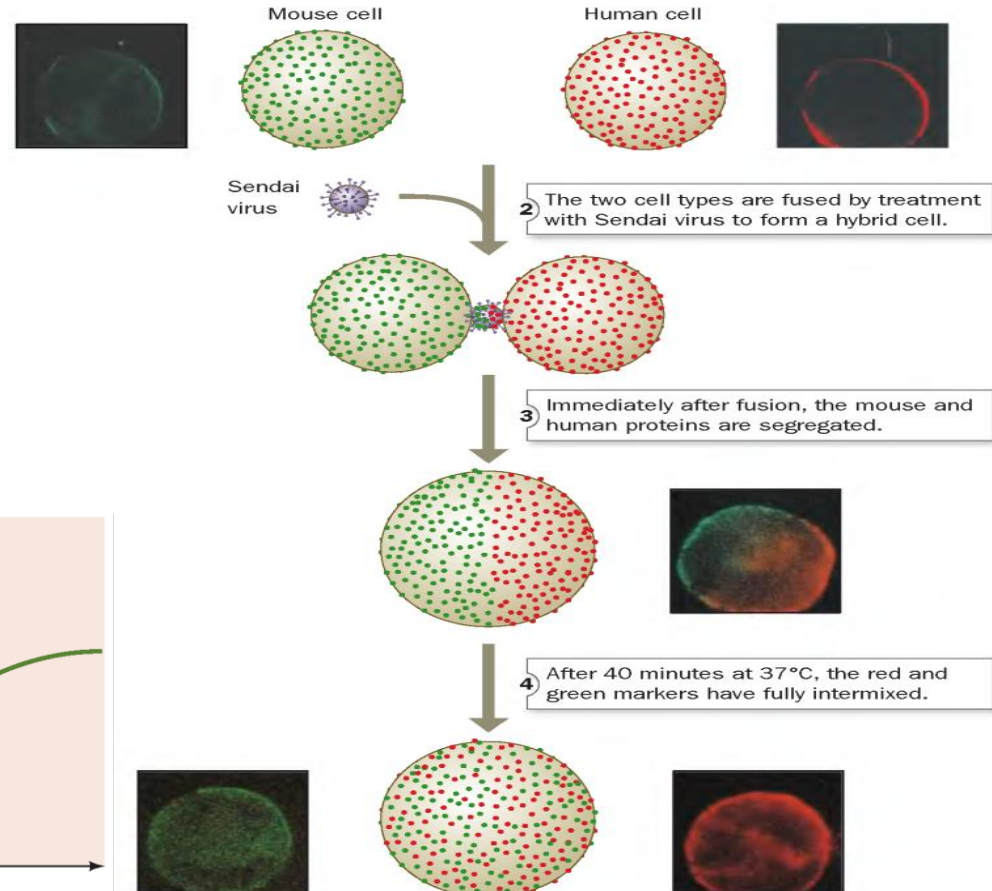 Mouse cell
Human cell
Sendai
virus
2 The two cell types are fused by treatment
with Sendai virus to form a hybrid cell.
3 Immediately after fusion, the mouse and
human proteins are segregated.
4 After 40 minutes at 37°C, the red and
green markers have fully intermixed.